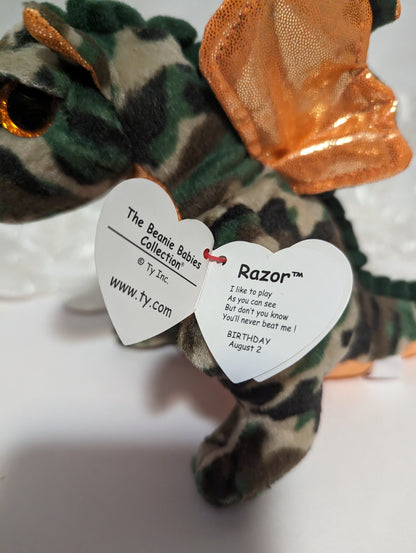 The Beanie Babies
Collection®
© Ty Inc.
www.ty.com
Razor™
I like to play
As you can see
But don't you know
You'll never beat me !
BIRTHDAY
August 2